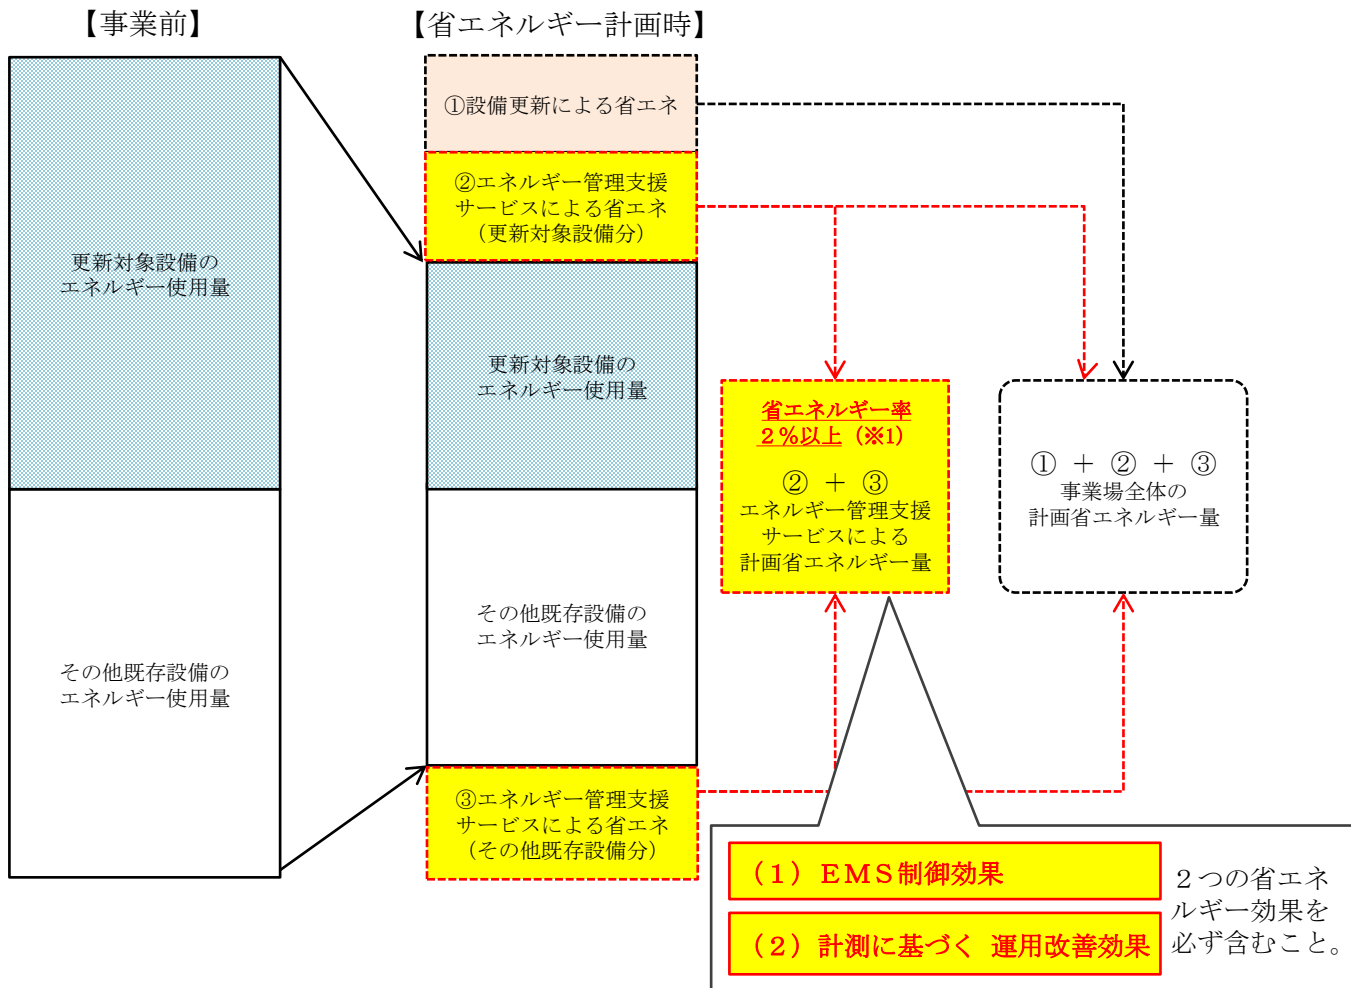 【事業前】
【省エネルギー計画時】
更新対象設備の
エネルギー使用量
その他既存設備の
エネルギー使用量
①設備更新による省エネ
②エネルギー管理支援
サービスによる省エネ
（更新対象設備分）
更新対象設備の
エネルギー使用量
その他既存設備の
エネルギー使用量
③エネルギー管理支援
サービスによる省エネ
（その他既存設備分）
省エネルギー率
２％以上（※1）
② + ③
エネルギー管理支援
サービスによる
計画省エネルギー量
① + ② + ③
事業場全体の
計画省エネルギー量
（１）ＥＭＳ制御効果
（２）計測に基づく 運用改善効果
２つの省エネ
ルギー効果を
必ず含むこと。